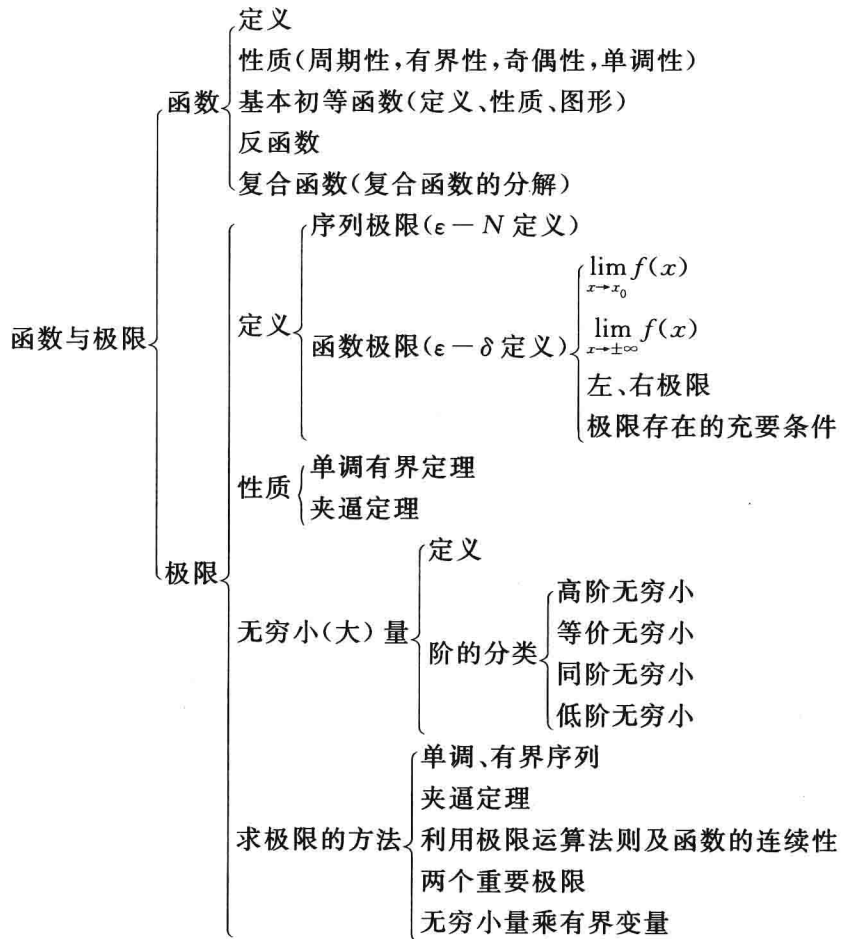 函数与极限
函数
定义
性质(周期性,有界性,奇偶性,单调性)
基本初等函数(定义、性质、图形)
反函数
复合函数(复合函数的分解)
极限
定义
序列极限(ε－N 定义)
函数极限(ε－δ 定义)
lim f(x)
x→x₀
lim f(x)
x→±∞
左、右极限
极限存在的充要条件
性质
单调有界定理
夹逼定理
无穷小(大)量
定义
阶的分类
高阶无穷小
等价无穷小
同阶无穷小
低阶无穷小
求极限的方法
单调、有界序列
夹逼定理
利用极限运算法则及函数的连续性
两个重要极限
无穷小量乘有界变量